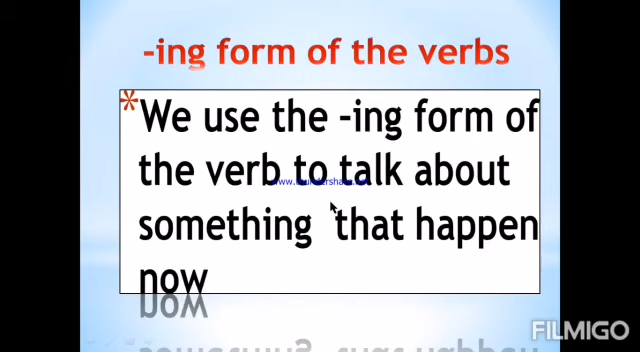 -ing form of the verbs
*We use the -ing form of
the verb to talk about
something that happen
now
FILMIGO